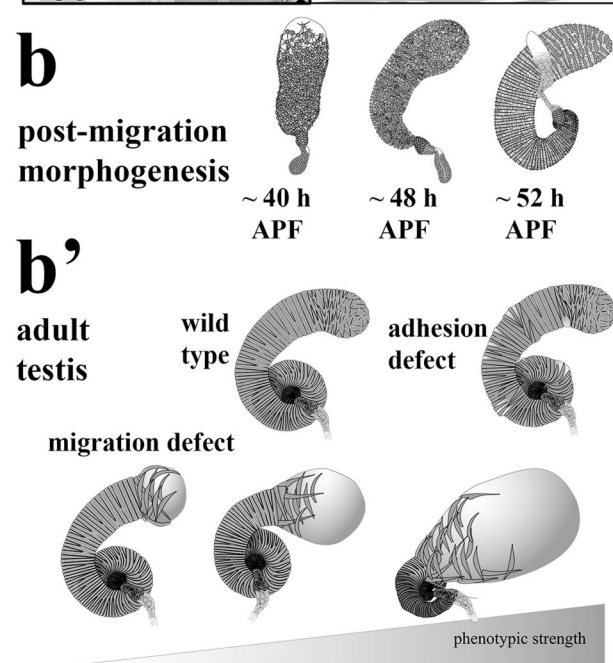 b
post-migration
morphogenesis
~ 40 h
APF
~ 48 h
APF
~ 52 h
APF
b’
adult
testis
wild
type
adhesion
defect
migration defect
phenotypic strength